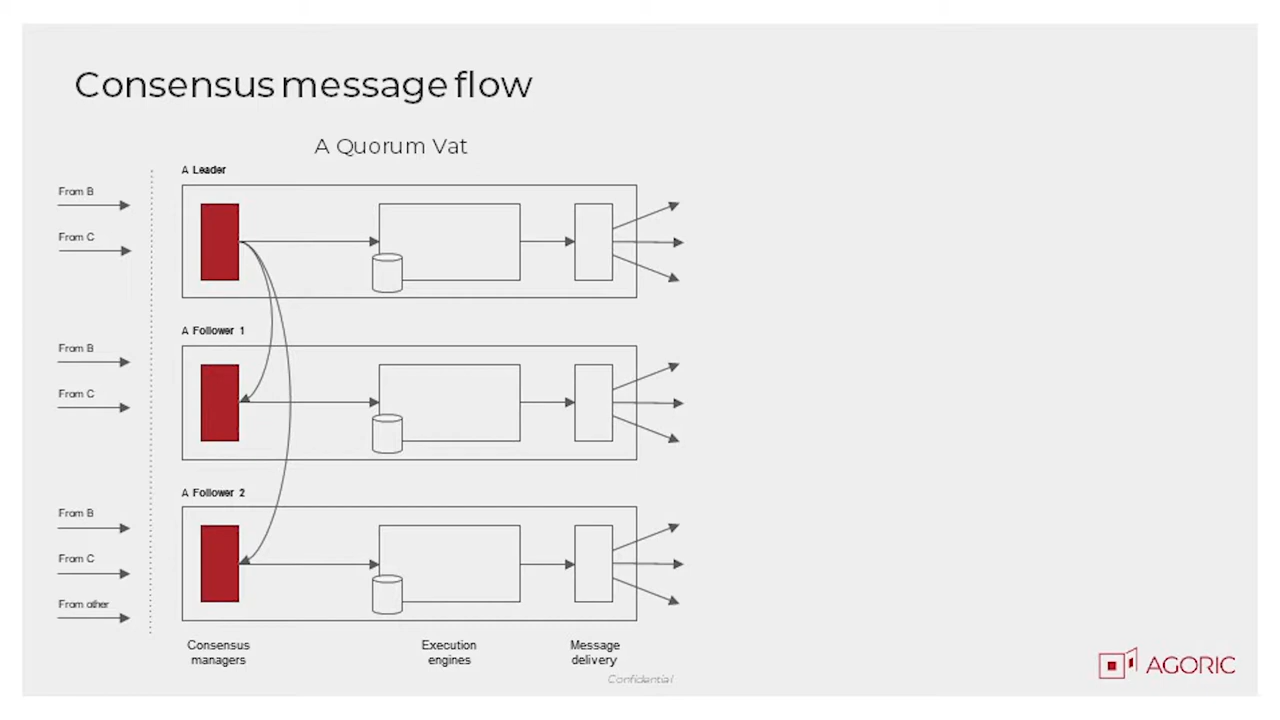 Consensus message flow
A Quorum Vat
A Leader
From B
From C
A Follower 1
From B
From C
A Follower 2
From B
From C
From other
Consensus
managers
Execution
engines
Message
delivery
Confidential
AGORIC